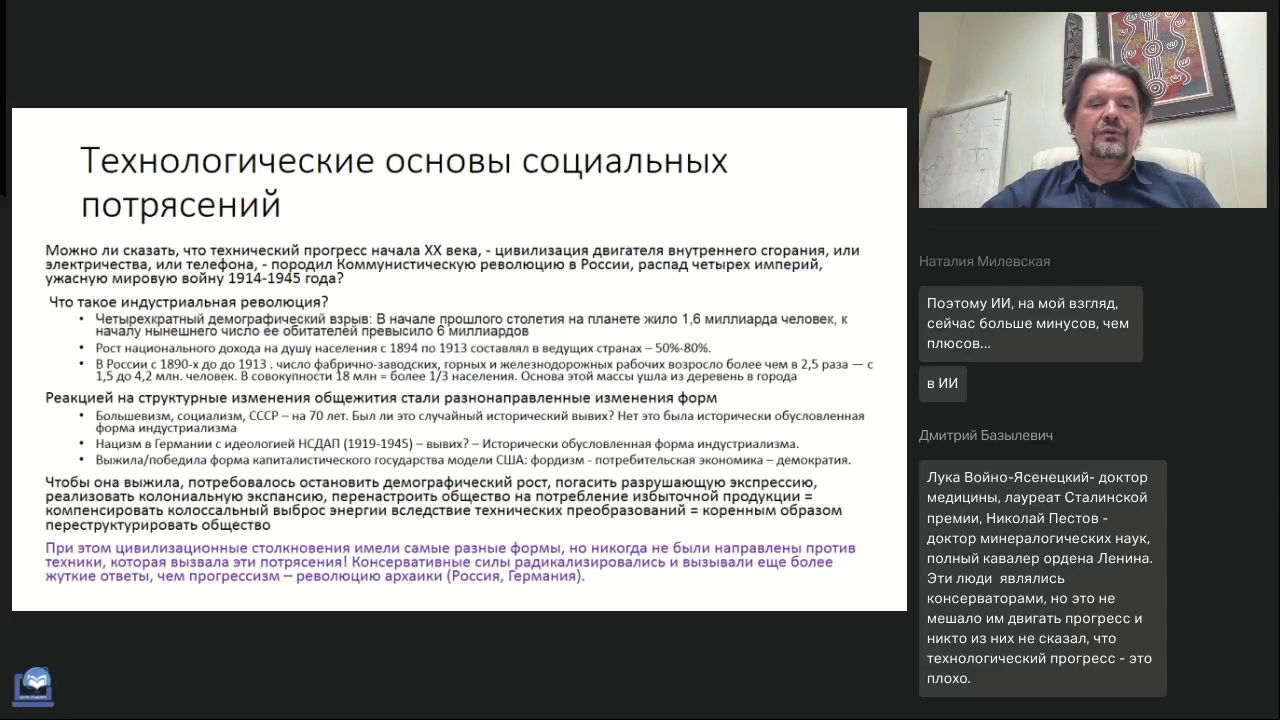 Технологические основы социальных
потрясений
Можно ли сказать, что технический прогресс начала XX века, - цивилизация двигателя внутреннего сгорания, или
электричества, или телефона, - породил Коммунистическую революцию в России, распад четырех империй,
ужасную мировую войну 1914-1945 года?
Что такое индустриальная революция?
• Четырехкратный демографический взрыв: В начале прошлого столетия на планете жило 1,6 миллиарда человек, к
началу нынешнего число ее обитателей превысило 6 миллиардов
• Рост национального дохода на душу населения с 1894 по 1913 составлял в ведущих странах – 50%-80%.
• В России с 1890-х до до 1913 . число фабрично-заводских, горных и железнодорожных рабочих возросло более чем в 2,5 раза — с
1,5 до 4,2 млн. человек. В совокупности 18 млн = более 1/3 населения. Основа этой массы ушла из деревень в города
Реакцией на структурные изменения общежития стали разнонаправленные изменения форм
• Большевизм, социализм, СССР – на 70 лет. Был ли это случайный исторический вывих? Нет это была исторически обусловленная
форма индустриализма
• Нацизм в Германии с идеологией НСДАП (1919-1945) – вывих? – Исторически обусловленная форма индустриализма.
• Выжила/победила форма капиталистического государства модели США: фордизм - потребительская экономика – демократия.
Чтобы она выжила, потребовалось остановить демографический рост, погасить разрушающую экспрессию,
реализовать колониальную экспанcию, перенастроить общество на потребление избыточной продукции =
компенсировать колоссальный выброс энергии вследствие технических преобразований = коренным образом
переструктурировать общество
При этом цивилизационные столкновения имели самые разные формы, но никогда не были направлены против
техники, которая вызвала эти потрясения! Консервативные силы радикализировались и вызывали еще более
жуткие ответы, чем прогрессизм – революцию архаики (Россия, Германия).
Наталия Милевская
Поэтому ИИ, на мой взгляд,
сейчас больше минусов, чем
плюсов...
в ИИ
Дмитрий Базылевич
Лука Войно-Ясенецкий- доктор
медицины, лауреат Сталинской
премии, Николай Пестов -
доктор минералогических наук,
полный кавалер ордена Ленина.
Эти люди являлись
консерваторами, но это не
мешало им двигать прогресс и
никто из них не сказал, что
технологический прогресс - это
плохо.